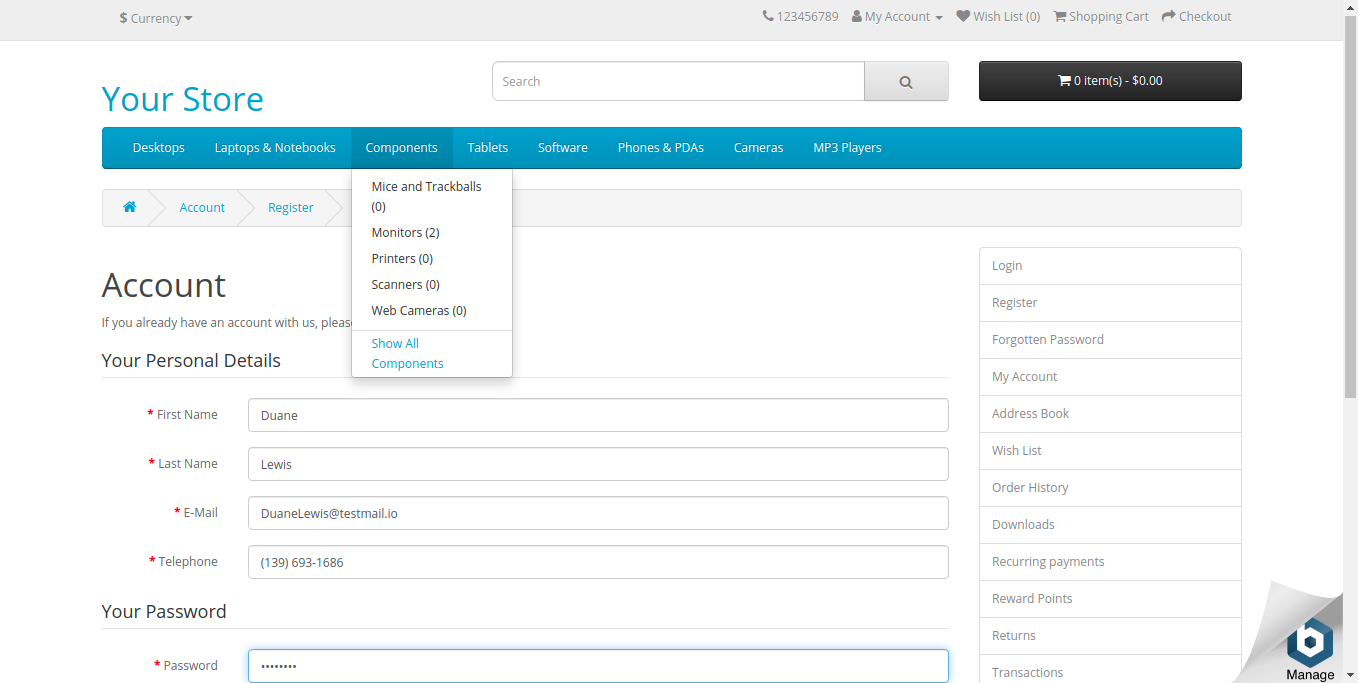 $ Currency
123456789 My Account Wish List (0) Shopping Cart Checkout
Your Store
Search
0 item(s) - $0.00
Desktops Laptops & Notebooks Components Tablets Software Phones & PDAs Cameras MP3 Players
Mice and Trackballs
(0)
Monitors (2)
Printers (0)
Scanners (0)
Web Cameras (0)
Show All
Components
Account Register
Account
If you already have an account with us,
Your Personal Details
* First Name Duane
* Last Name Lewis
* E-Mail DuaneLewis@testmail.io
* Telephone (139) 693-1686
Your Password
* Password ••••••••
Login
Register
Forgotten Password
My Account
Address Book
Wish List
Order History
Downloads
Recurring payments
Reward Points
Returns
Transactions
Manage